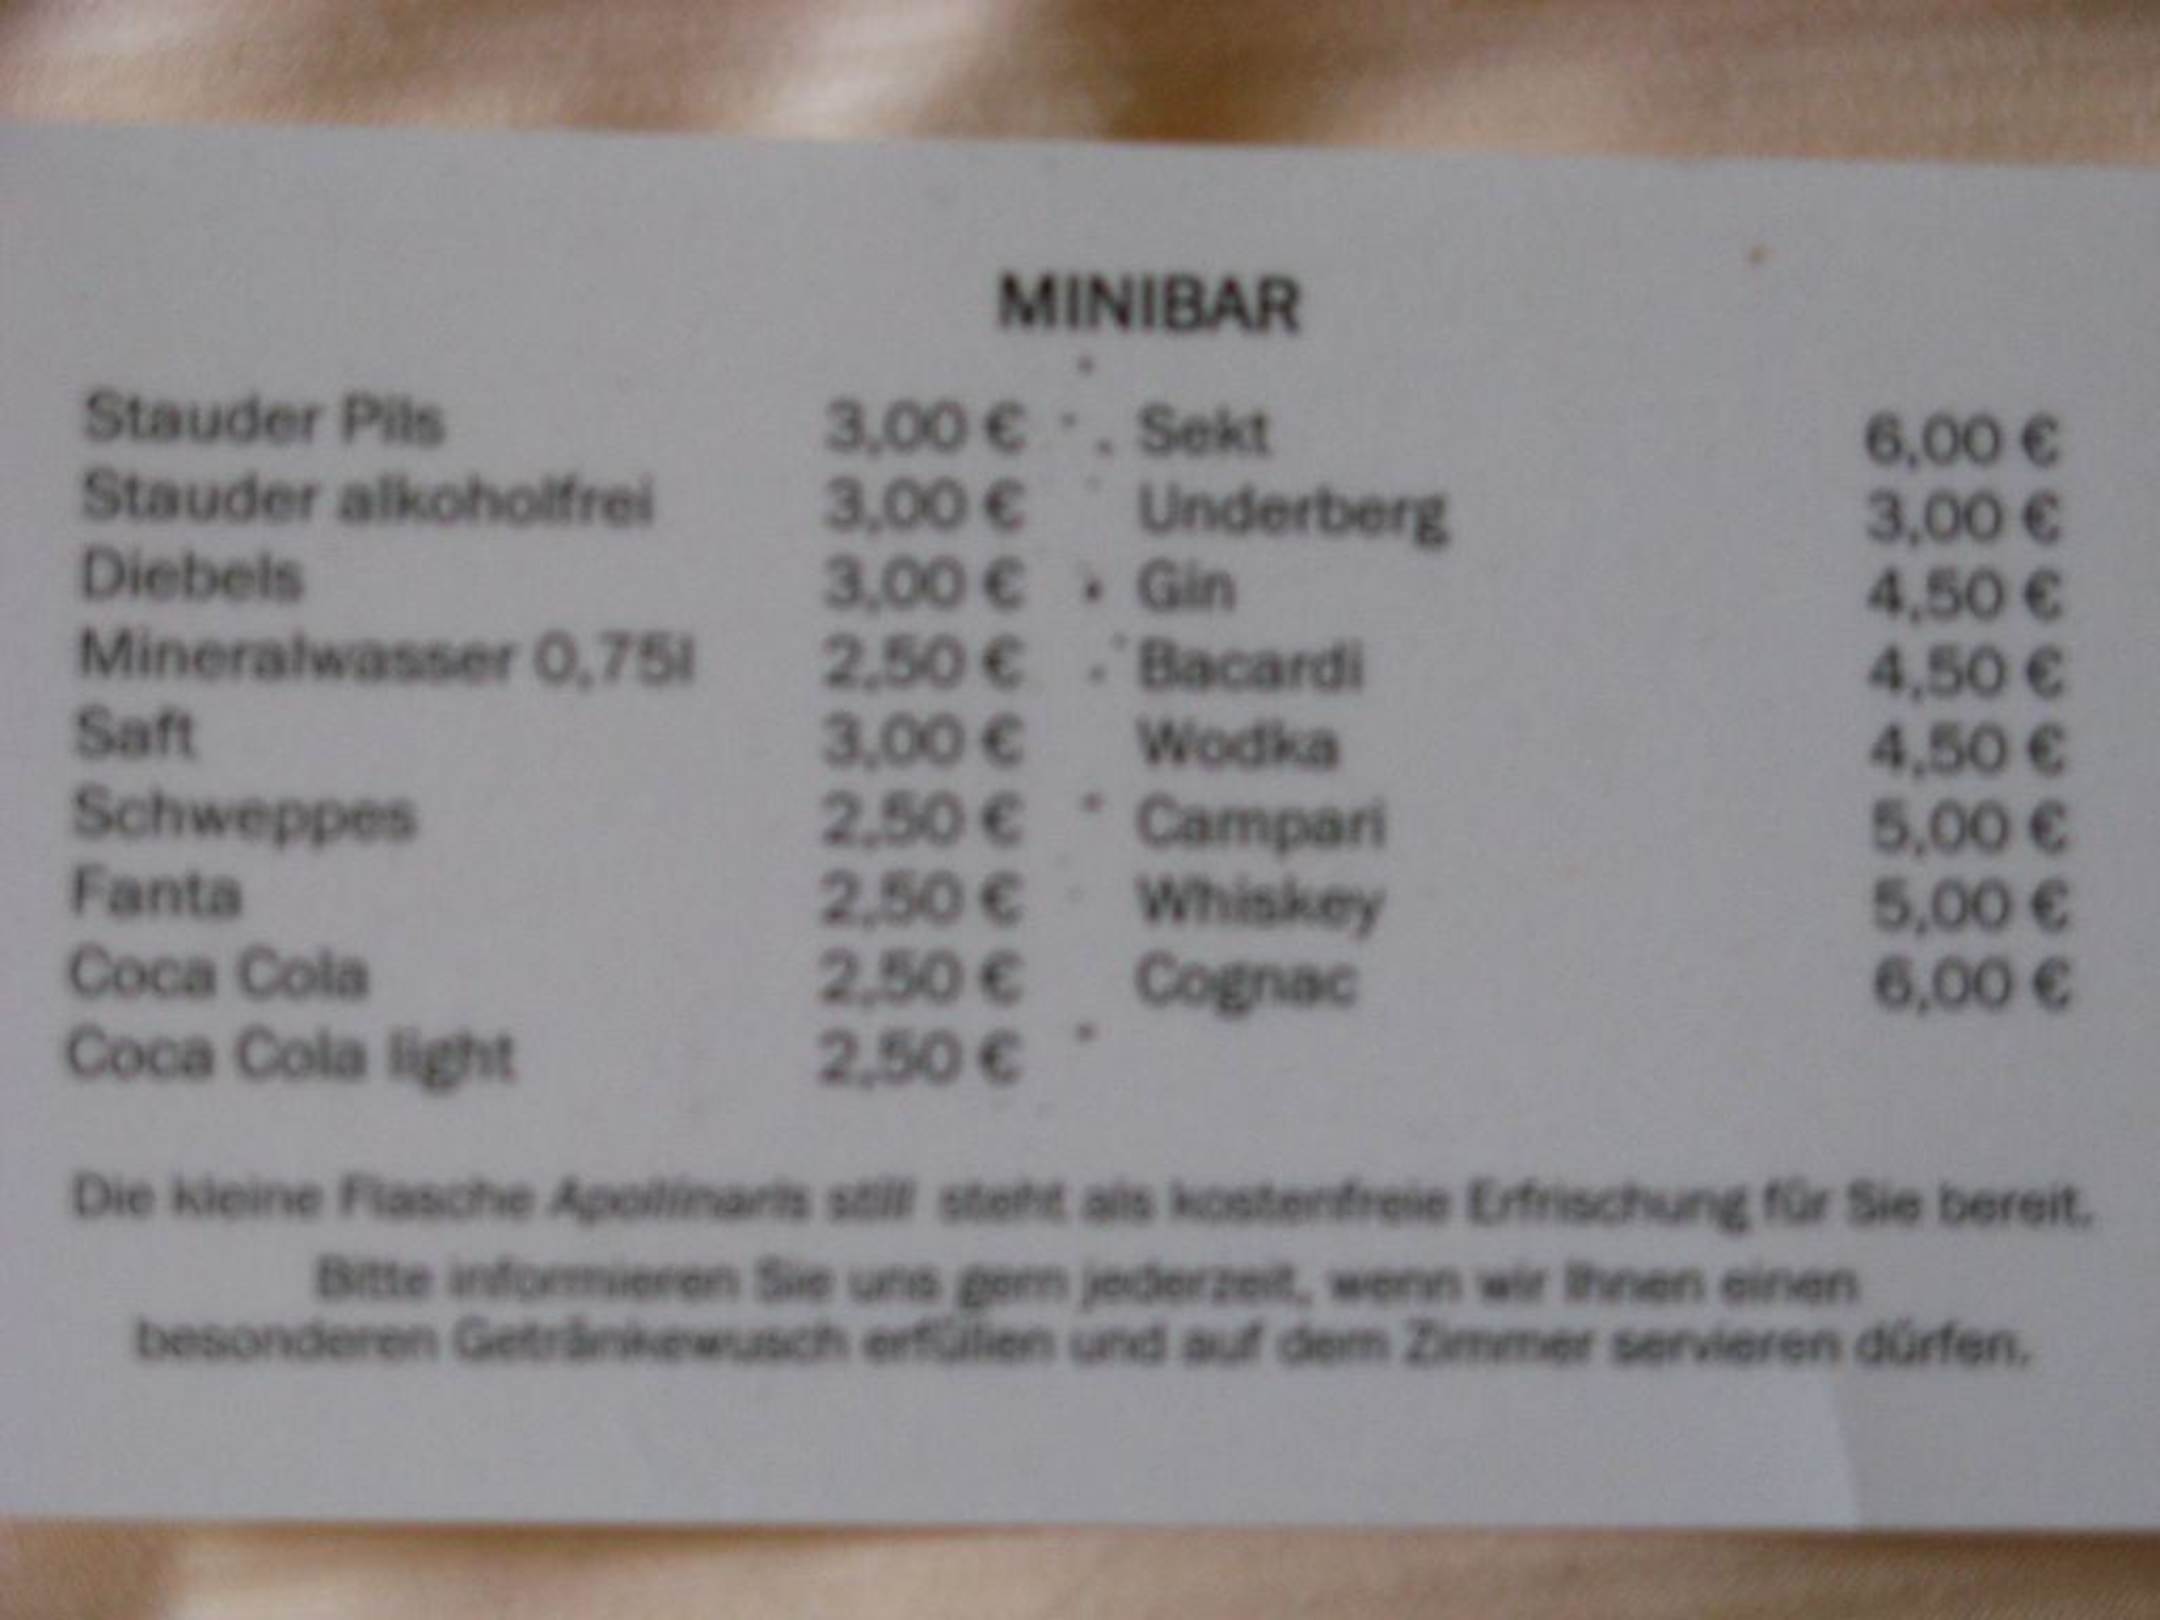 MINIBAR
Stauder Pils 3,00 € Sekt 6,00 €
Stauder alkoholfrei 3,00 € Underberg 3,00 €
Diebels 3,00 € Gin 4,50 €
Mineralwasser 0,75l 2,50 € Bacardi 4,50 €
Saft 3,00 € Wodka 4,50 €
Schweppes 2,50 € Campari 5,00 €
Fanta 2,50 € Whiskey 5,00 €
Coca Cola 2,50 € Cognac 6,00 €
Coca Cola light 2,50 €
Die kleine Flasche Apollinaris still steht als kostenfreie Erfrischung für Sie bereit.
Bitte informieren Sie uns gern jederzeit, wenn wir Ihnen einen
besonderen Getränkewusch erfüllen und auf dem Zimmer servieren dürfen.